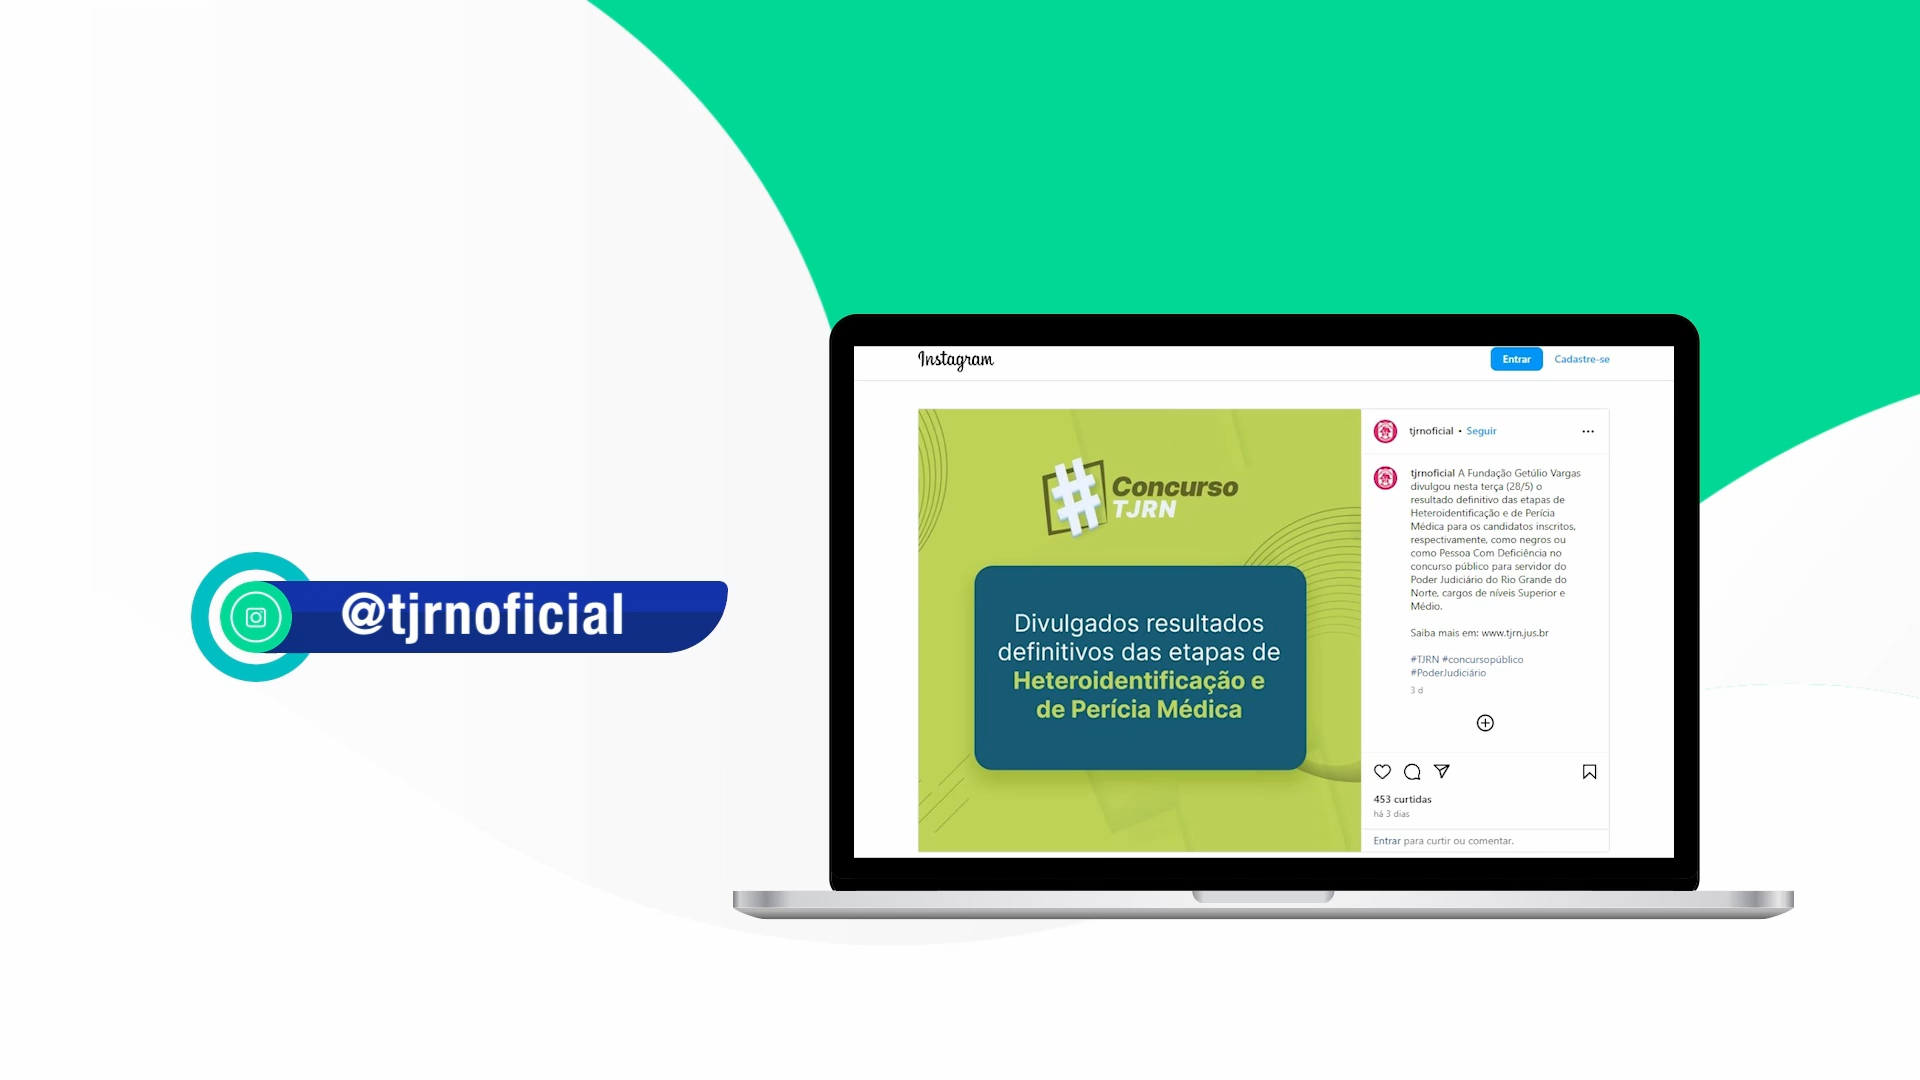 @tjrnoficial
Instagram
Entrar
Cadastre-se
# Concurso
TJRN
Divulgados resultados
definitivos das etapas de
Heteroidentificação e
de Perícia Médica
tjrnoficial • Seguir
tjrnoficial A Fundação Getúlio Vargas
divulgou nesta terça (28/5) o
resultado definitivo das etapas de
Heteroidentificação e de Perícia
Médica para os candidatos inscritos,
respectivamente, como negros ou
como Pessoa Com Deficiência no
concurso público para servidor do
Poder Judiciário do Rio Grande do
Norte, cargos de níveis Superior e
Médio.
Saiba mais em: www.tjrn.jus.br
#TJRN #concursopúblico
#PoderJudiciário
3 d
453 curtidas
há 3 dias
Entrar para curtir ou comentar.